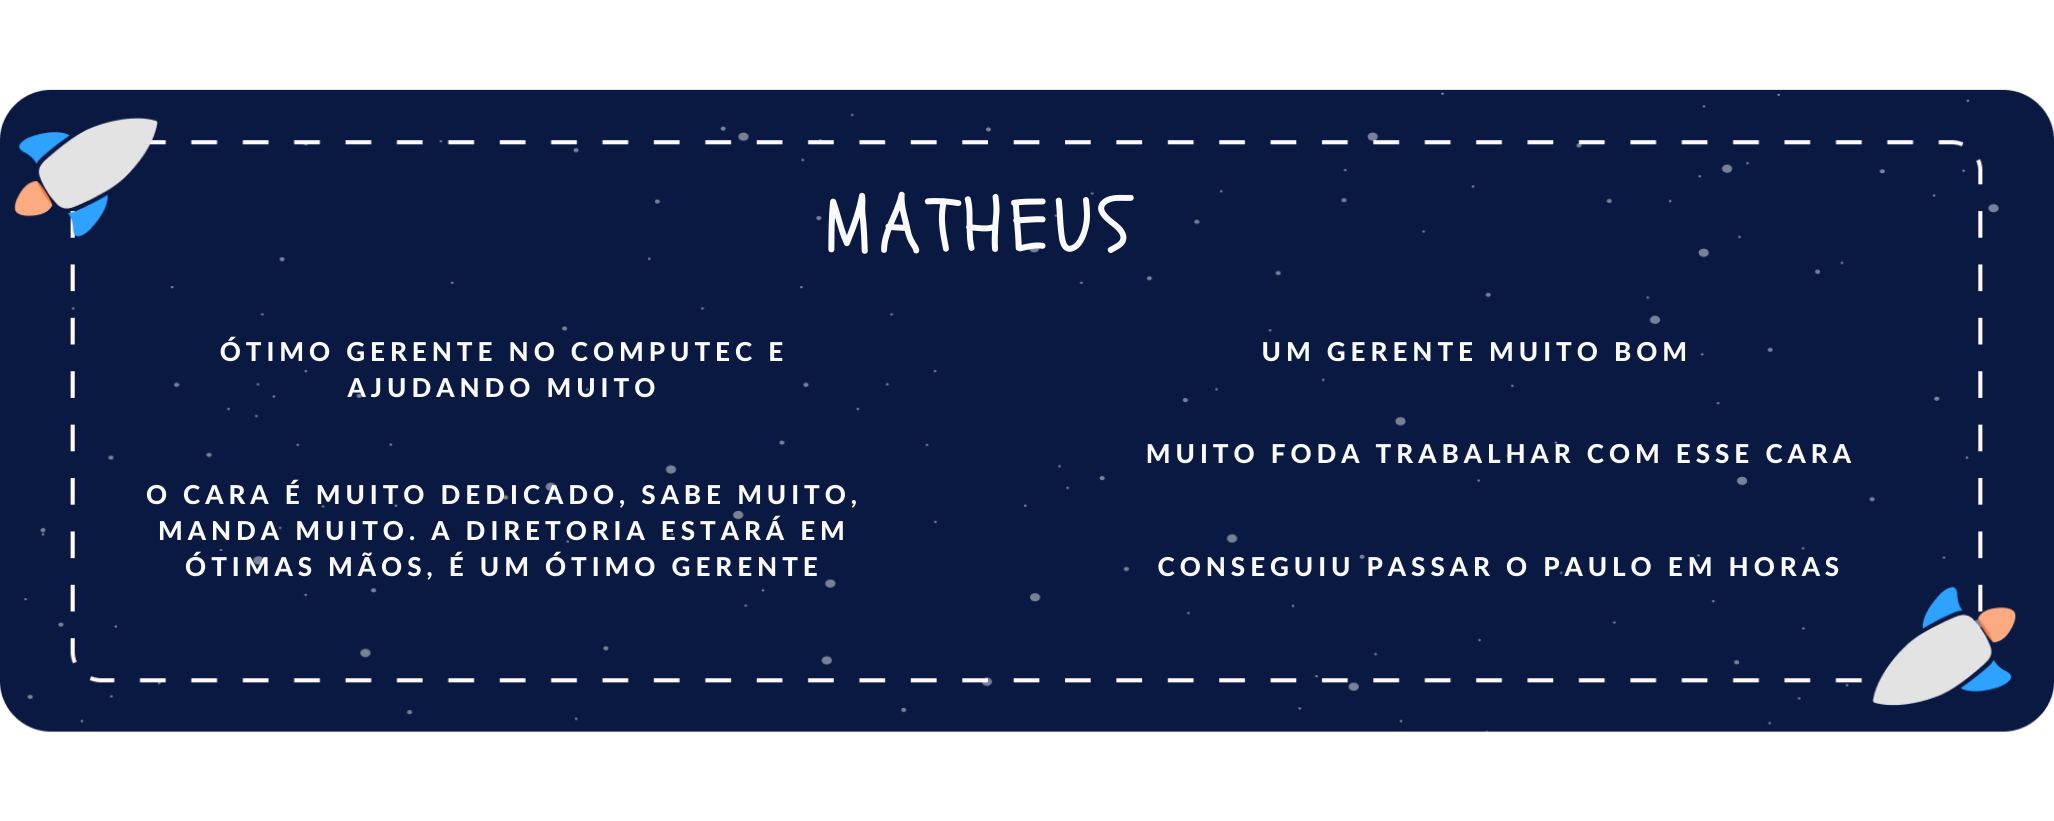 MATHEUS
ÓTIMO GERENTE NO COMPUTEC E
AJUDANDO MUITO
O CARA É MUITO DEDICADO, SABE MUITO,
MANDA MUITO. A DIRETORIA ESTARÁ EM
ÓTIMAS MÃOS, É UM ÓTIMO GERENTE
UM GERENTE MUITO BOM
MUITO FODA TRABALHAR COM ESSE CARA
CONSEGUIU PASSAR O PAULO EM HORAS